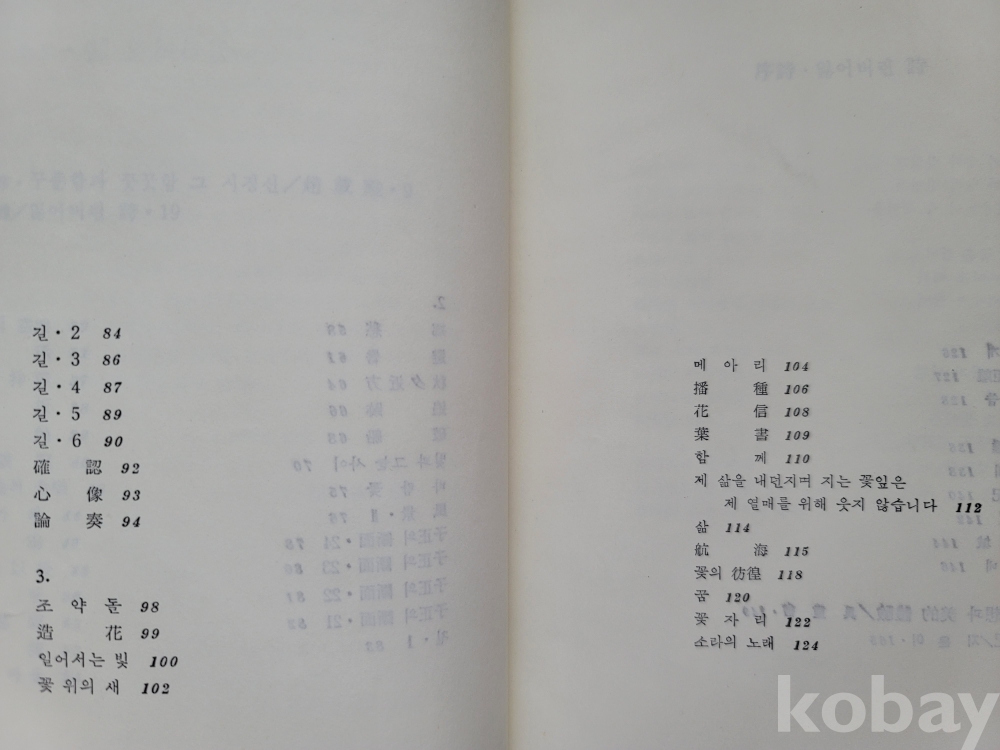 길·2 84
길·3 86
길·4 87
길·5 89
길·6 90
確認 92
心像 93
論奏 94
3.
조약돌 98
造花 99
일어서는 빛 100
꽃 위의 새 102
메아리 104
播種 106
花信 108
葉書 109
함께 110
제 삶을 내던지며 지는 꽃잎은
제 열매를 위해 웃지 않습니다 112
삶 114
航海 115
꽃의 彷徨 118
꿈 120
꽃자리 122
소라의 노래 124
kobay